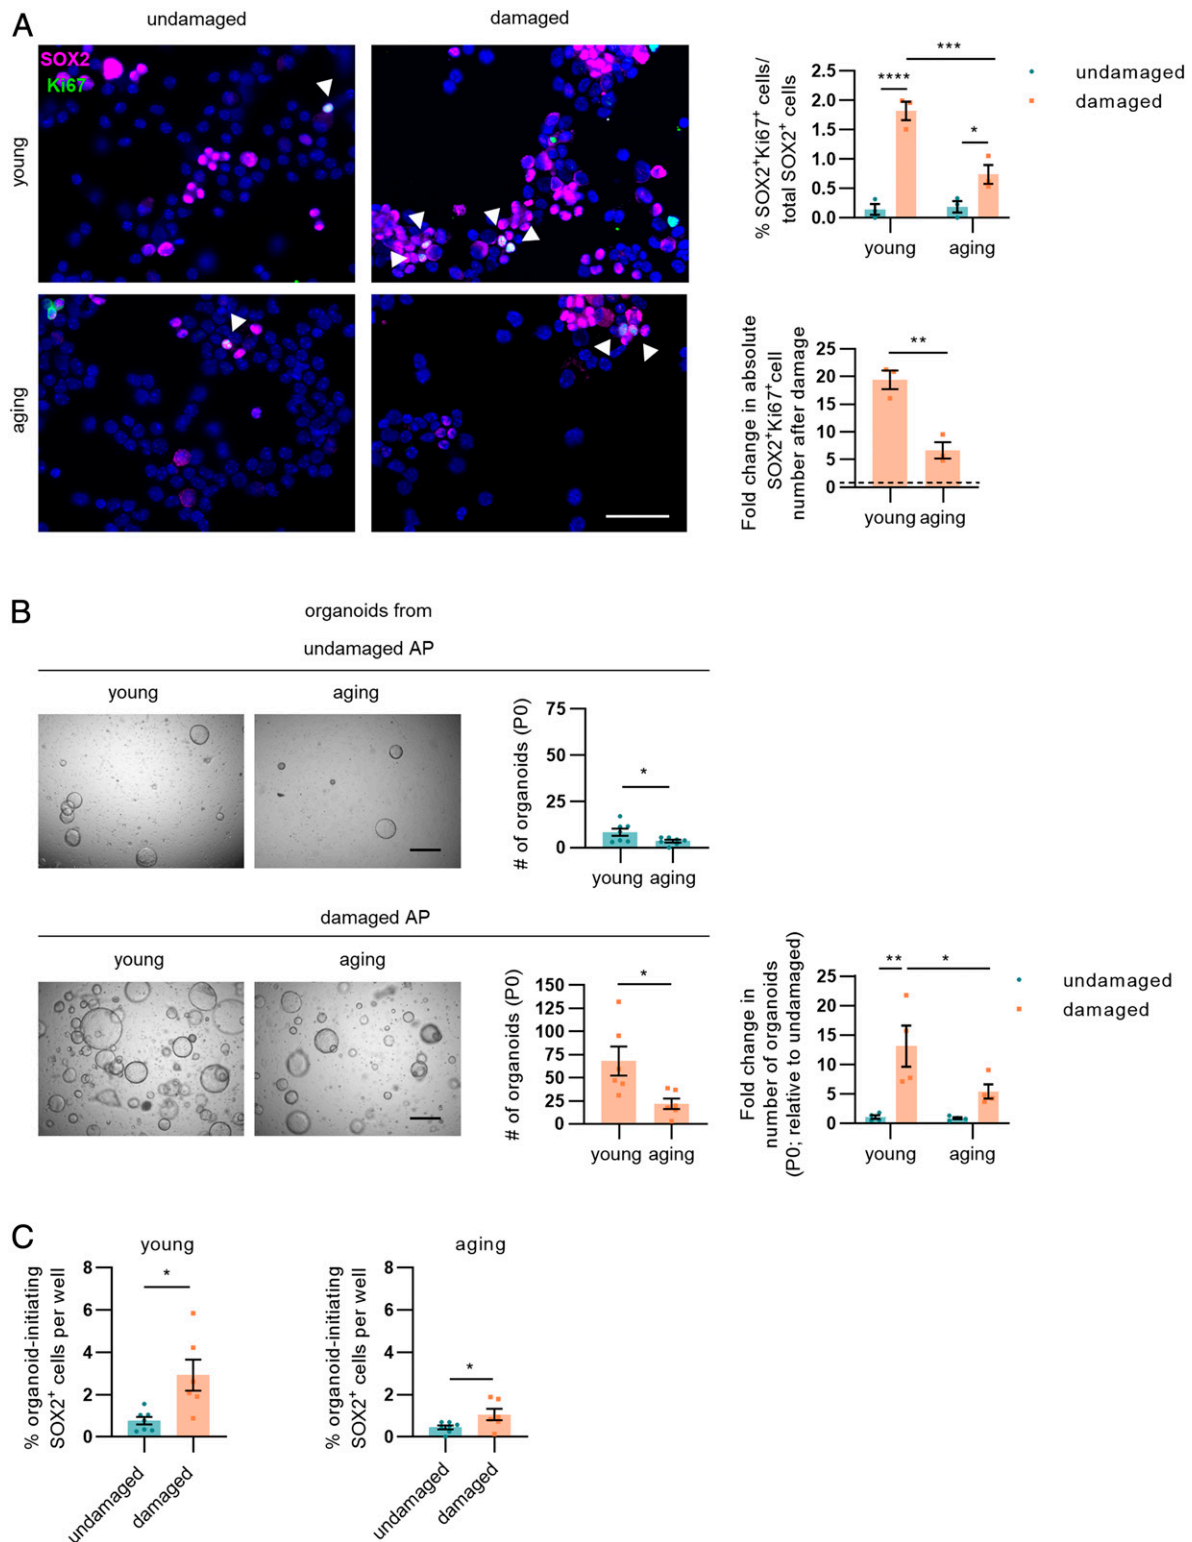 A
undamaged
damaged
SOX2
Ki67
young
aging
% SOX2⁺Ki67⁺ cells/
total SOX2⁺ cells
2.5
2.0
1.5
1.0
0.5
0.0
****
***
*
young
aging
undamaged
damaged
Fold change in absolute
SOX2⁺Ki67⁺cell
number after damage
25
20
15
10
5
0
**
young aging
B
organoids from
undamaged AP
young
aging
# of organoids (P0)
75
50
25
0
*
young aging
damaged AP
young
aging
# of organoids (P0)
150
125
100
75
50
25
0
*
young aging
Fold change in
number of organoids
(P0; relative to undamaged)
25
20
15
10
5
0
**
*
young
aging
undamaged
damaged
C
young
% organoid-initiating
SOX2⁺ cells per well
8
6
4
2
0
*
undamaged
damaged
aging
% organoid-initiating
SOX2⁺ cells per well
8
6
4
2
0
*
undamaged
damaged